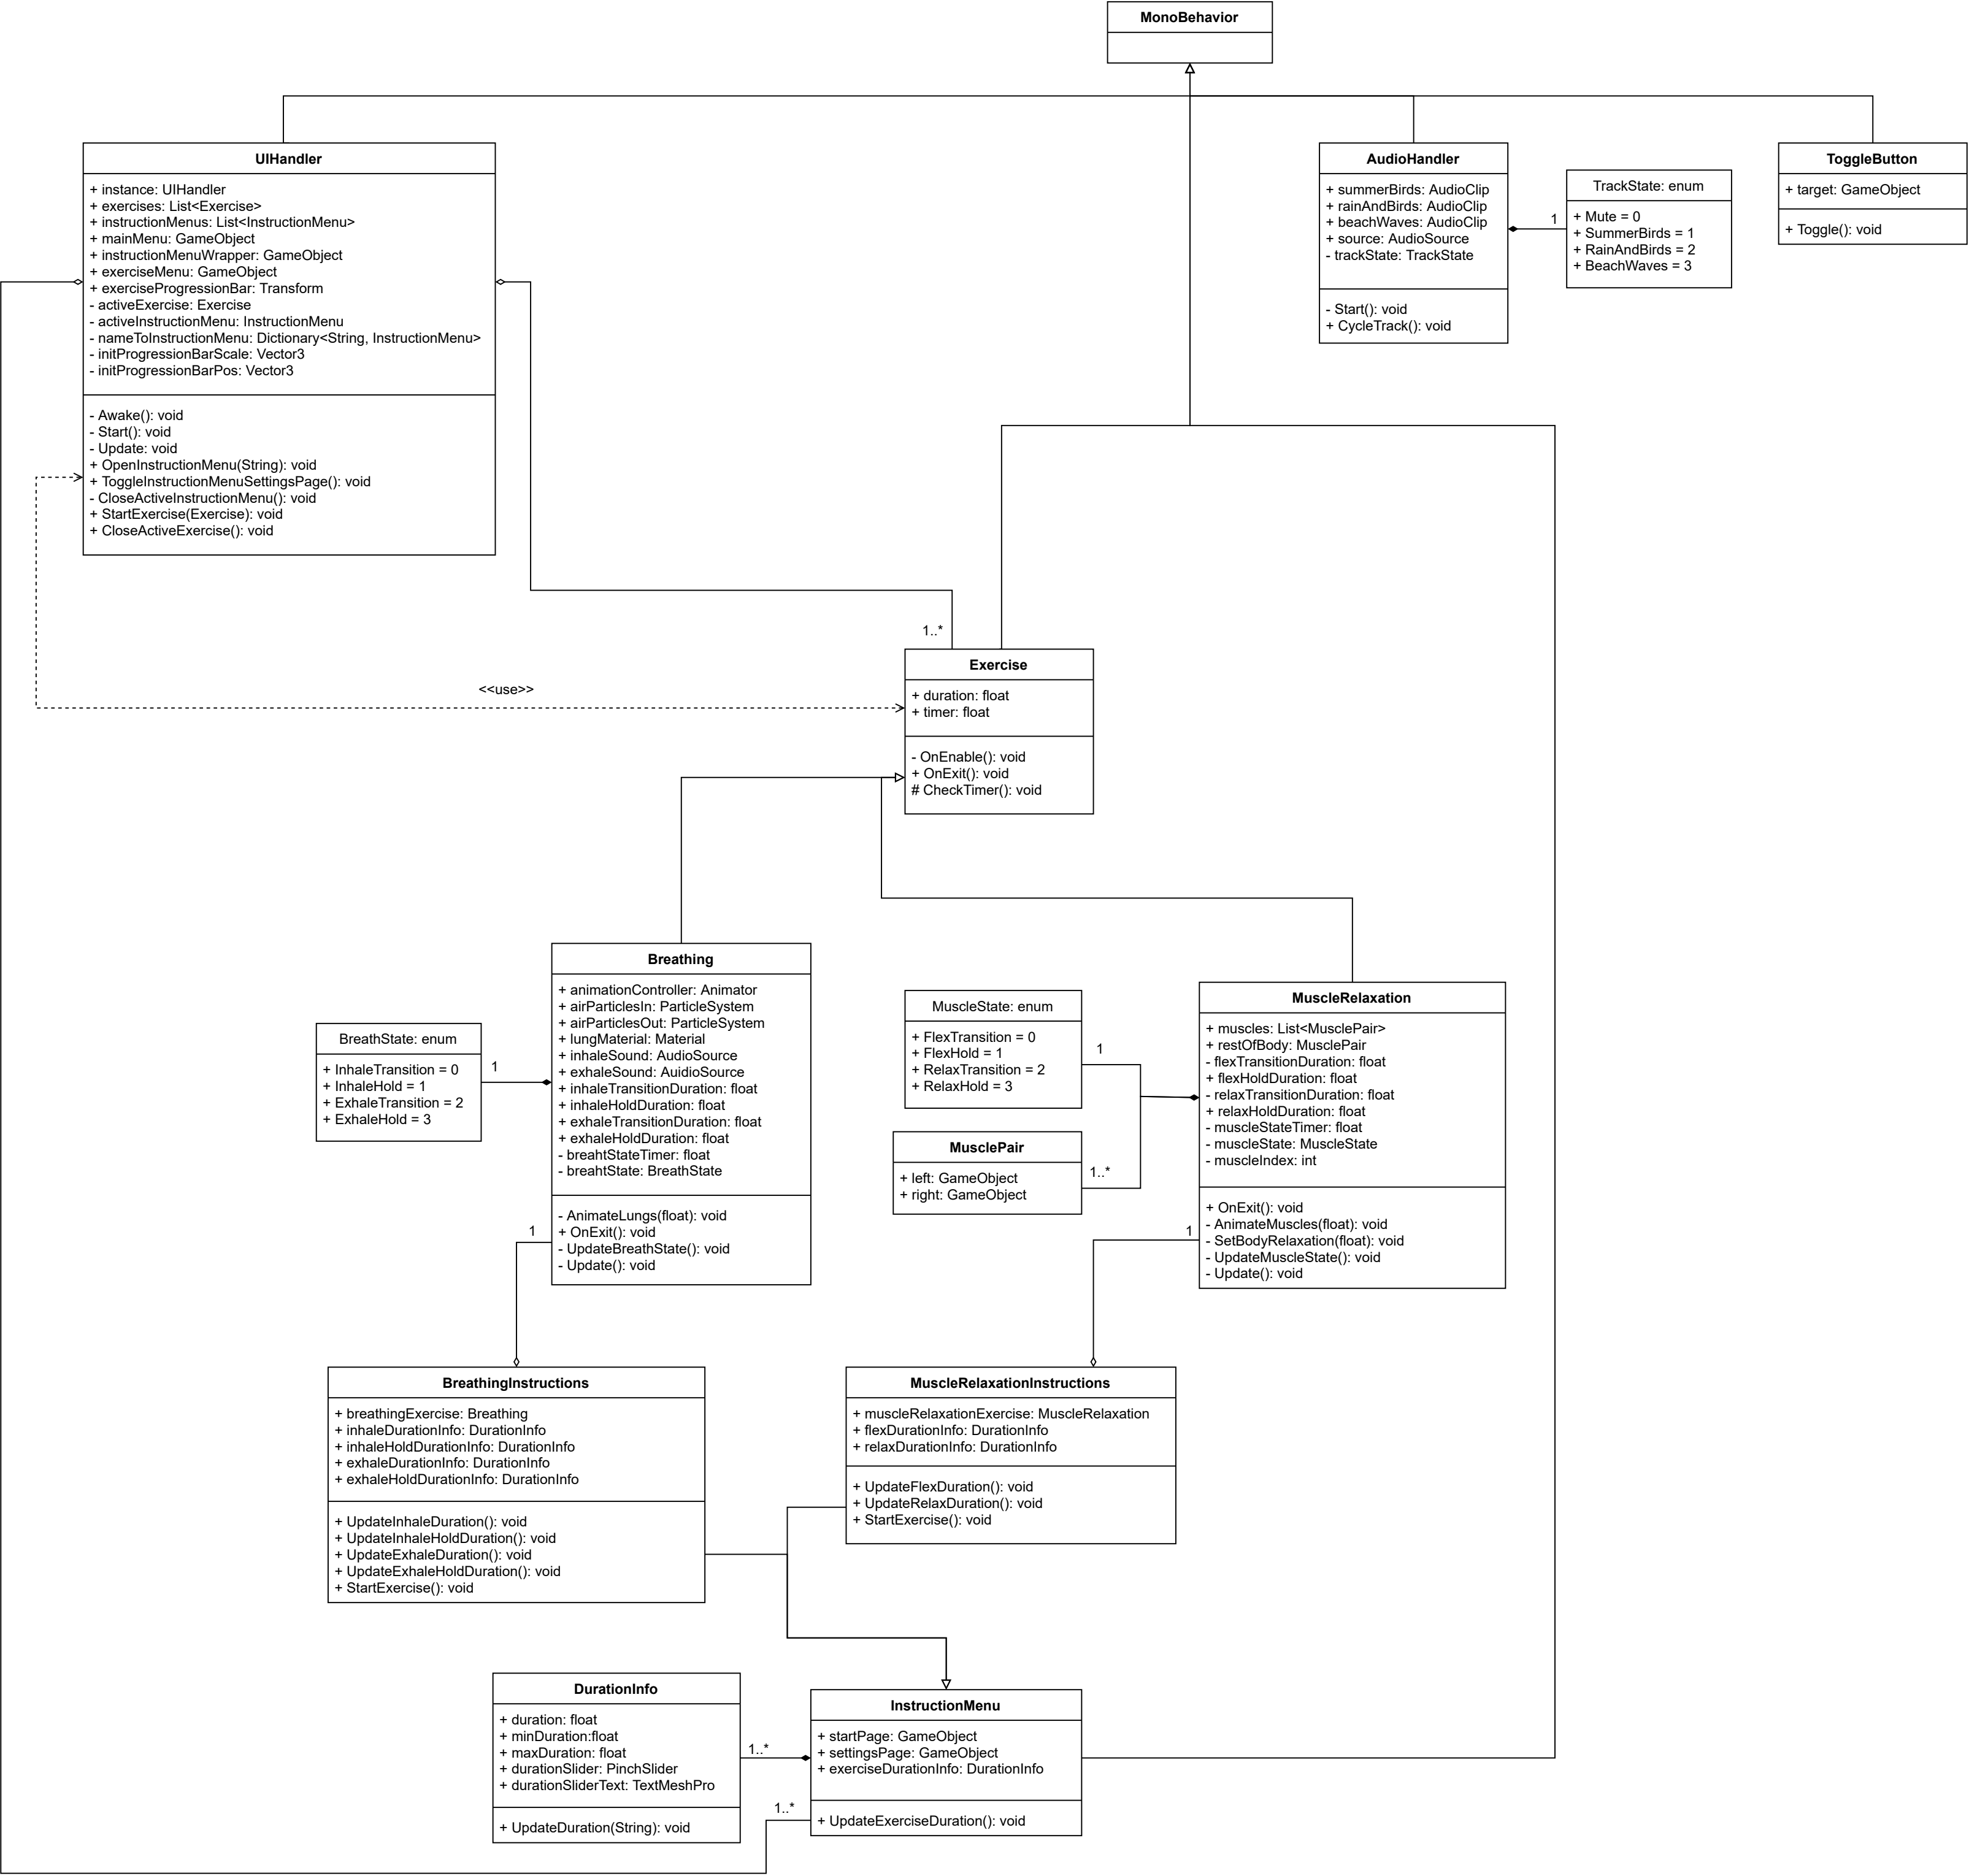 MonoBehavior
UIHandler
+ instance: UIHandler
+ exercises: List<Exercise>
+ instructionMenus: List<InstructionMenu>
+ mainMenu: GameObject
+ instructionMenuWrapper: GameObject
+ exerciseMenu: GameObject
+ exerciseProgressionBar: Transform
- activeExercise: Exercise
- activeInstructionMenu: InstructionMenu
- nameToInstructionMenu: Dictionary<String, InstructionMenu>
- initProgressionBarScale: Vector3
- initProgressionBarPos: Vector3
- Awake(): void
- Start(): void
- Update: void
+ OpenInstructionMenu(String): void
+ ToggleInstructionMenuSettingsPage(): void
- CloseActiveInstructionMenu(): void
+ StartExercise(Exercise): void
+ CloseActiveExercise(): void
AudioHandler
+ summerBirds: AudioClip
+ rainAndBirds: AudioClip
+ beachWaves: AudioClip
+ source: AudioSource
- trackState: TrackState
- Start(): void
+ CycleTrack(): void
1
TrackState: enum
+ Mute = 0
+ SummerBirds = 1
+ RainAndBirds = 2
+ BeachWaves = 3
ToggleButton
+ target: GameObject
+ Toggle(): void
1..*
<<use>>
Exercise
+ duration: float
+ timer: float
- OnEnable(): void
+ OnExit(): void
# CheckTimer(): void
BreathState: enum
+ InhaleTransition = 0
+ InhaleHold = 1
+ ExhaleTransition = 2
+ ExhaleHold = 3
1
Breathing
+ animationController: Animator
+ airParticlesIn: ParticleSystem
+ airParticlesOut: ParticleSystem
+ lungMaterial: Material
+ inhaleSound: AudioSource
+ exhaleSound: AuidioSource
+ inhaleTransitionDuration: float
+ inhaleHoldDuration: float
+ exhaleTransitionDuration: float
+ exhaleHoldDuration: float
- breahtStateTimer: float
- breahtState: BreathState
- AnimateLungs(float): void
+ OnExit(): void
- UpdateBreathState(): void
- Update(): void
1
MuscleState: enum
+ FlexTransition = 0
+ FlexHold = 1
+ RelaxTransition = 2
+ RelaxHold = 3
1
MusclePair
+ left: GameObject
+ right: GameObject
1..*
MuscleRelaxation
+ muscles: List<MusclePair>
+ restOfBody: MusclePair
- flexTransitionDuration: float
+ flexHoldDuration: float
- relaxTransitionDuration: float
+ relaxHoldDuration: float
- muscleStateTimer: float
- muscleState: MuscleState
- muscleIndex: int
+ OnExit(): void
- AnimateMuscles(float): void
- SetBodyRelaxation(float): void
- UpdateMuscleState(): void
- Update(): void
1
BreathingInstructions
+ breathingExercise: Breathing
+ inhaleDurationInfo: DurationInfo
+ inhaleHoldDurationInfo: DurationInfo
+ exhaleDurationInfo: DurationInfo
+ exhaleHoldDurationInfo: DurationInfo
+ UpdateInhaleDuration(): void
+ UpdateInhaleHoldDuration(): void
+ UpdateExhaleDuration(): void
+ UpdateExhaleHoldDuration(): void
+ StartExercise(): void
MuscleRelaxationInstructions
+ muscleRelaxationExercise: MuscleRelaxation
+ flexDurationInfo: DurationInfo
+ relaxDurationInfo: DurationInfo
+ UpdateFlexDuration(): void
+ UpdateRelaxDuration(): void
+ StartExercise(): void
DurationInfo
+ duration: float
+ minDuration:float
+ maxDuration: float
+ durationSlider: PinchSlider
+ durationSliderText: TextMeshPro
+ UpdateDuration(String): void
1..*
1..*
InstructionMenu
+ startPage: GameObject
+ settingsPage: GameObject
+ exerciseDurationInfo: DurationInfo
+ UpdateExerciseDuration(): void